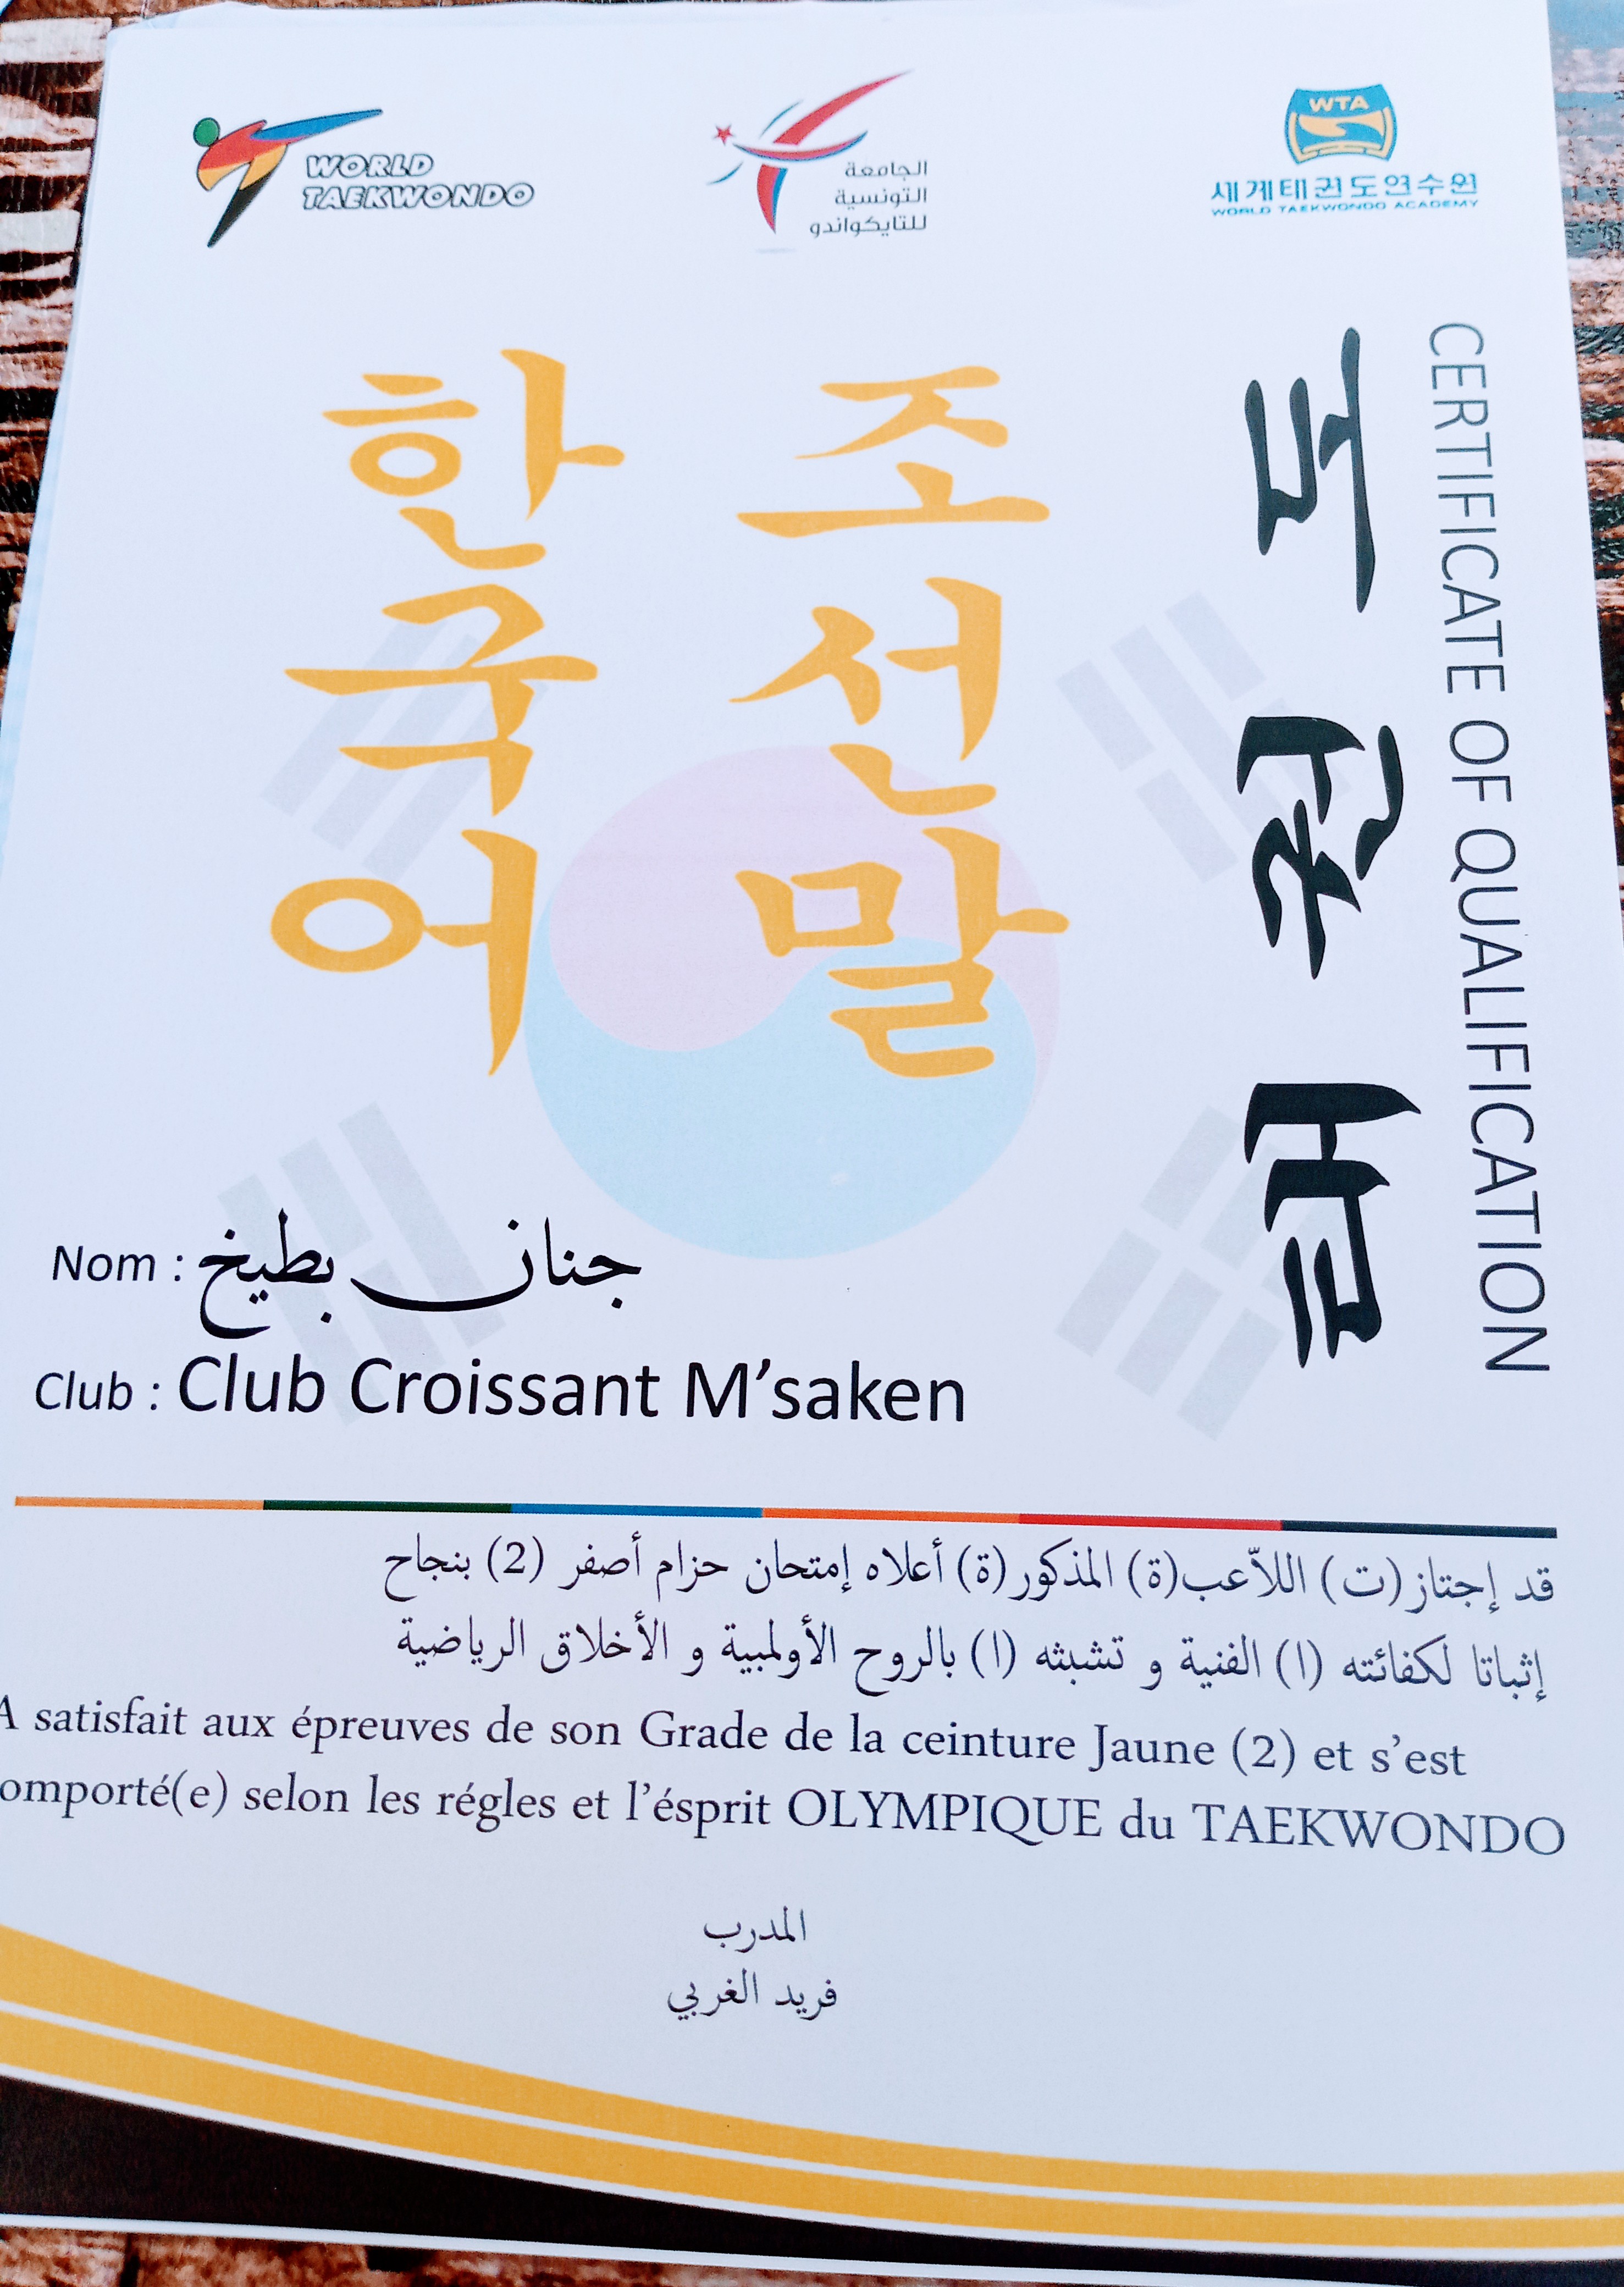 WORLD
TAEKWONDO
الجامعة
التونسية
للتايكواندو
WTA
세계태권도연수원
WORLD TAEKWONDO ACADEMY
한국어
조선말
태권도
CERTIFICATE OF QUALIFICATION
Nom : جنان بطيخ
Club : Club Croissant M'saken
قد إجتاز(ت) اللاّعب(ة) المذكور(ة) أعلاه إمتحان حزام أصفر (2) بنجاح
إثباتا لكفائته (ا) الفنية و تشبثه (ا) بالروح الأولمبية و الأخلاق الرياضية
A satisfait aux épreuves de son Grade de la ceinture Jaune (2) et s'est
omporté(e) selon les régles et l'ésprit OLYMPIQUE du TAEKWONDO
المدرب
فريد الغربي